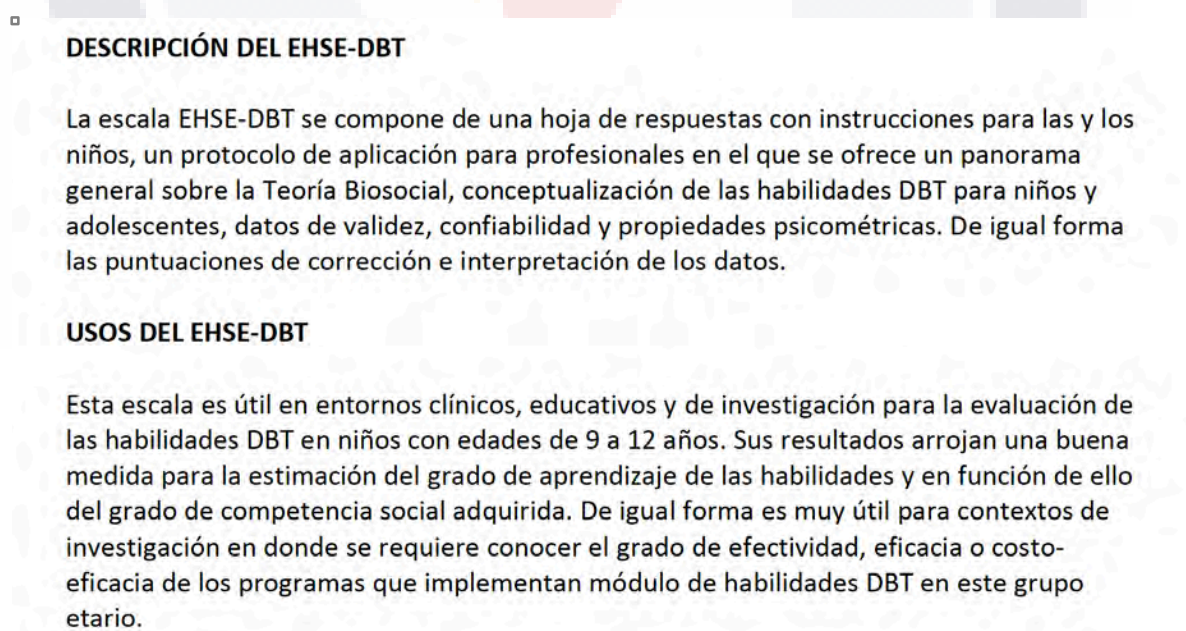 DESCRIPCIÓN DEL EHSE-DBT
La escala EHSE-DBT se compone de una hoja de respuestas con instrucciones para las y los
niños, un protocolo de aplicación para profesionales en el que se ofrece un panorama
general sobre la Teoría Biosocial, conceptualización de las habilidades DBT para niños y
adolescentes, datos de validez, confiabilidad y propiedades psicométricas. De igual forma
las puntuaciones de corrección e interpretación de los datos.
USOS DEL EHSE-DBT
Esta escala es útil en entornos clínicos, educativos y de investigación para la evaluación de
las habilidades DBT en niños con edades de 9 a 12 años. Sus resultados arrojan una buena
medida para la estimación del grado de aprendizaje de las habilidades y en función de ello
del grado de competencia social adquirida. De igual forma es muy útil para contextos de
investigación en donde se requiere conocer el grado de efectividad, eficacia o costo-
eficacia de los programas que implementan módulo de habilidades DBT en este grupo
etario.